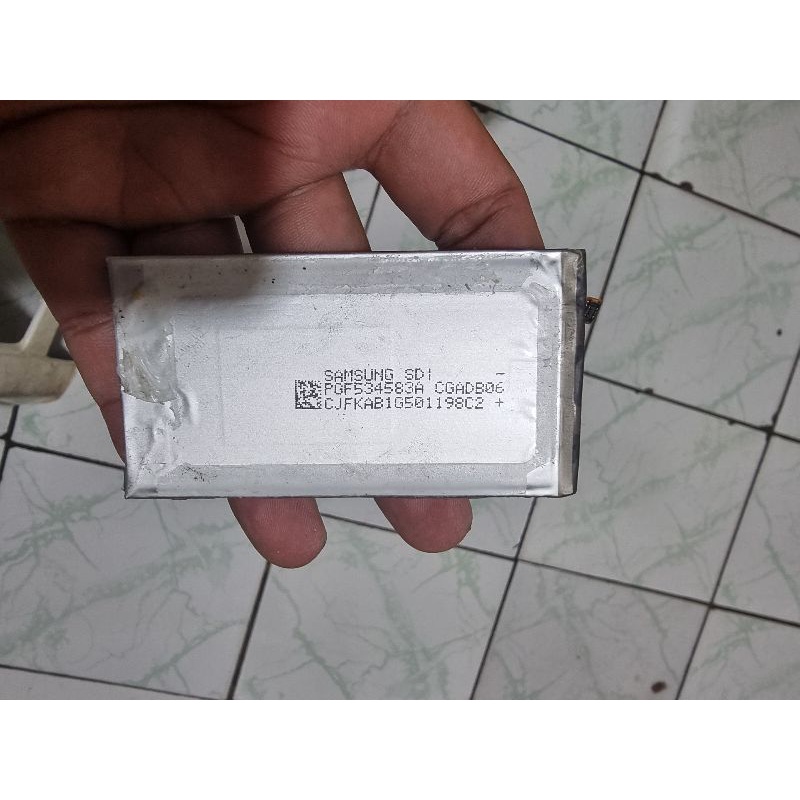 SAMSUNG SDI -
PGF534583A CGADB06
CJFKAB1G501198C2 +